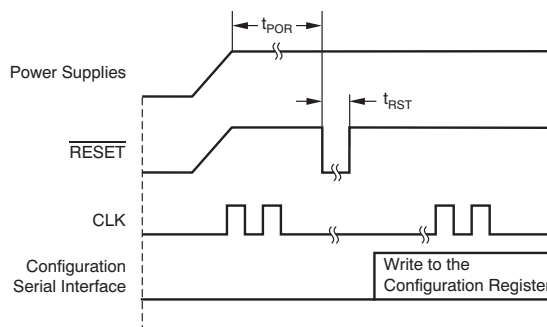 tPOR
Power Supplies
tRST
RESET
CLK
Configuration
Serial Interface
Write to the
Configuration Register